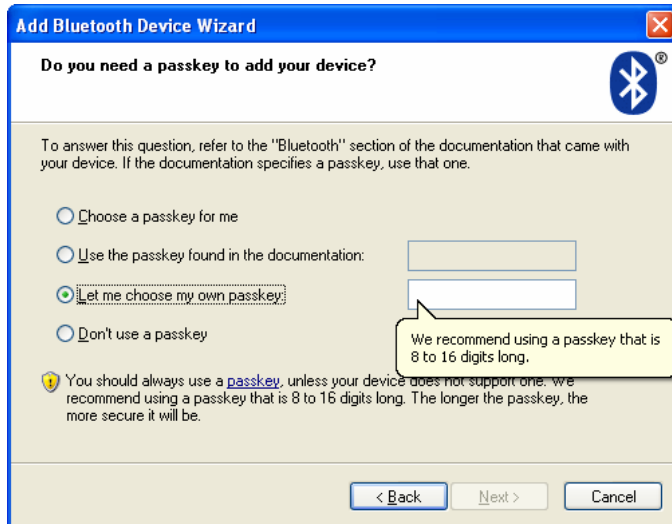 Add Bluetooth Device Wizard
Do you need a passkey to add your device?
®
To answer this question, refer to the "Bluetooth" section of the documentation that came with
your device. If the documentation specifies a passkey, use that one.
Choose a passkey for me
Use the passkey found in the documentation:
Let me choose my own passkey:
Don't use a passkey
We recommend using a passkey that is
8 to 16 digits long.
You should always use a passkey, unless your device does not support one. We
recommend using a passkey that is 8 to 16 digits long. The longer the passkey, the
more secure it will be.
< Back
Next >
Cancel